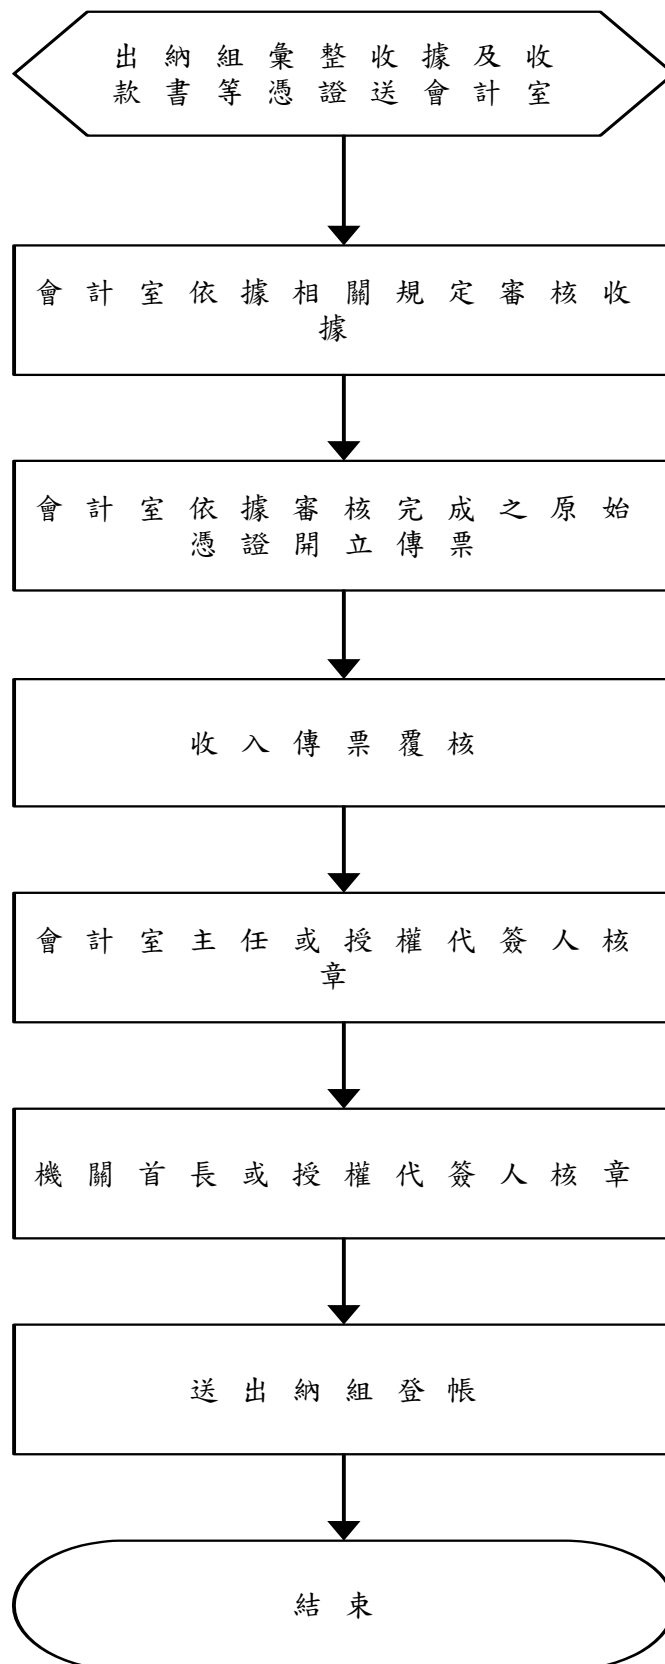 出納組彙整收據及收
款書等憑證送會計室
會計室依據相關規定審核收
據
會計室依據審核完成之原始
憑證開立傳票
收入傳票覆核
會計室主任或授權代簽人核
章
機關首長或授權代簽人核章
送出納組登帳
結束